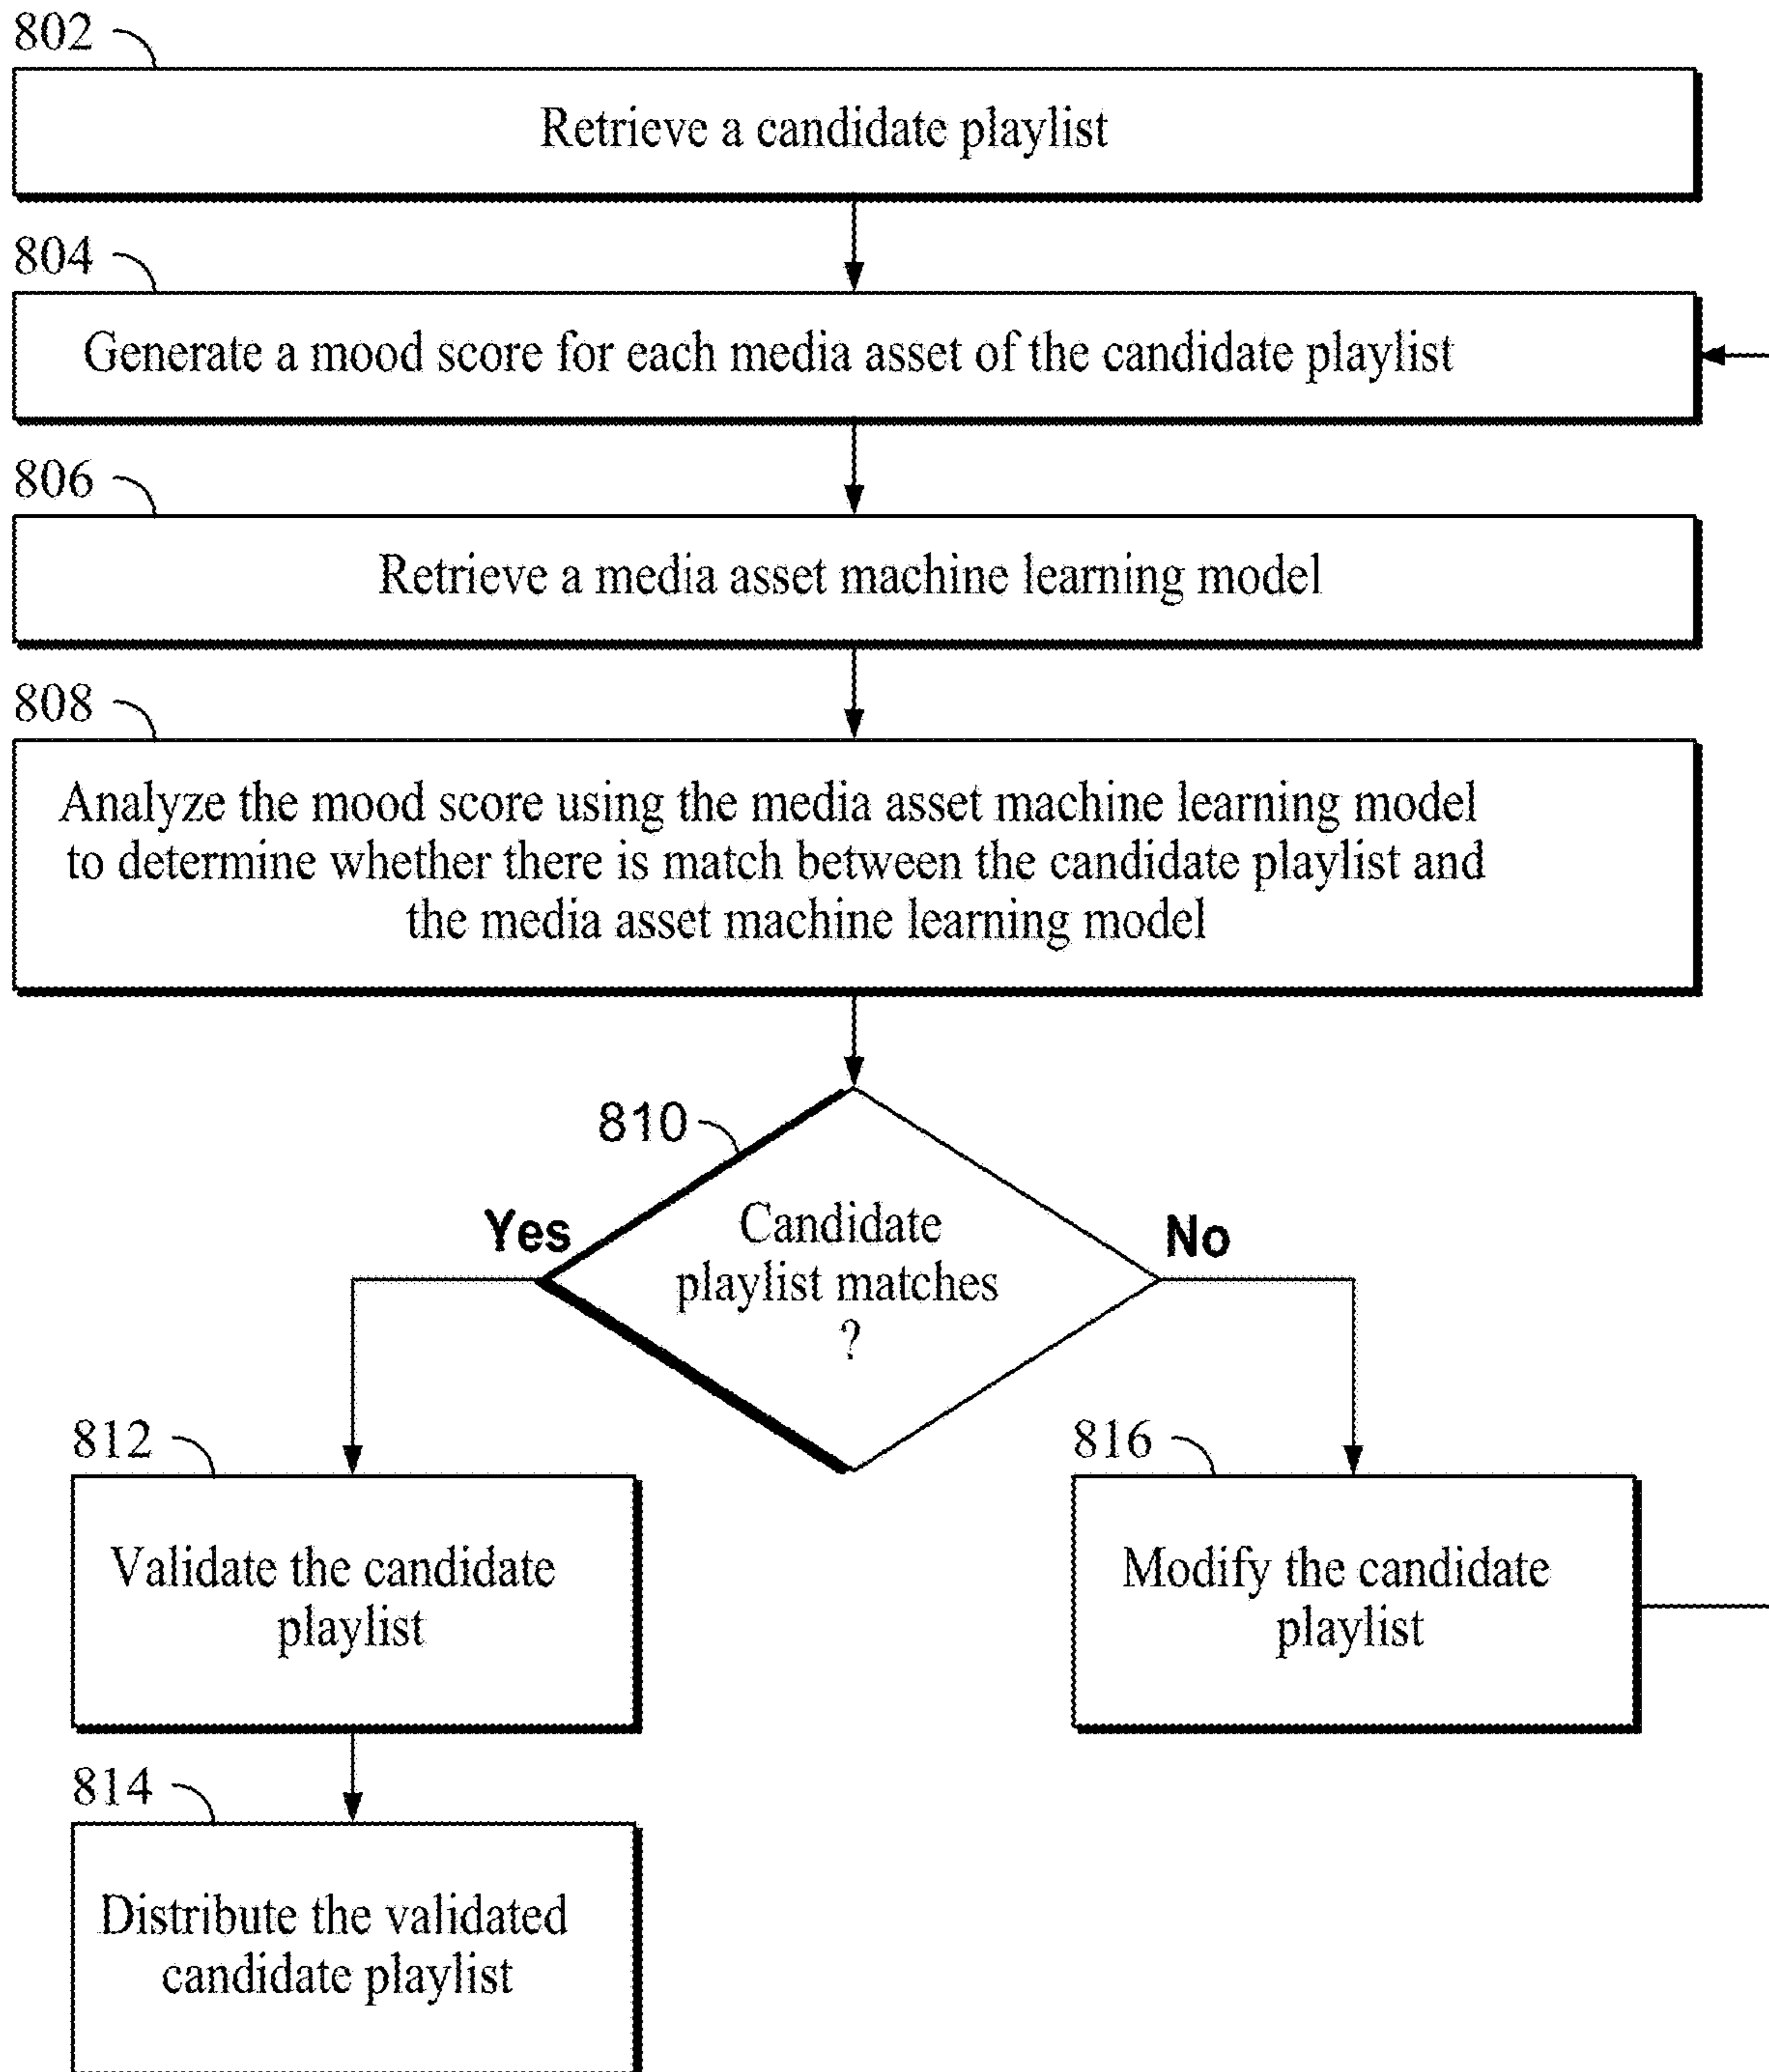 802
Retrieve a candidate playlist
804
Generate a mood score for each media asset of the candidate playlist
806
Retrieve a media asset machine learning model
808
Analyze the mood score using the media asset machine learning model
to determine whether there is match between the candidate playlist and
the media asset machine learning model
810
Yes
Candidate
playlist matches
?
No
812
Validate the candidate
playlist
816
Modify the candidate
playlist
814
Distribute the validated
candidate playlist